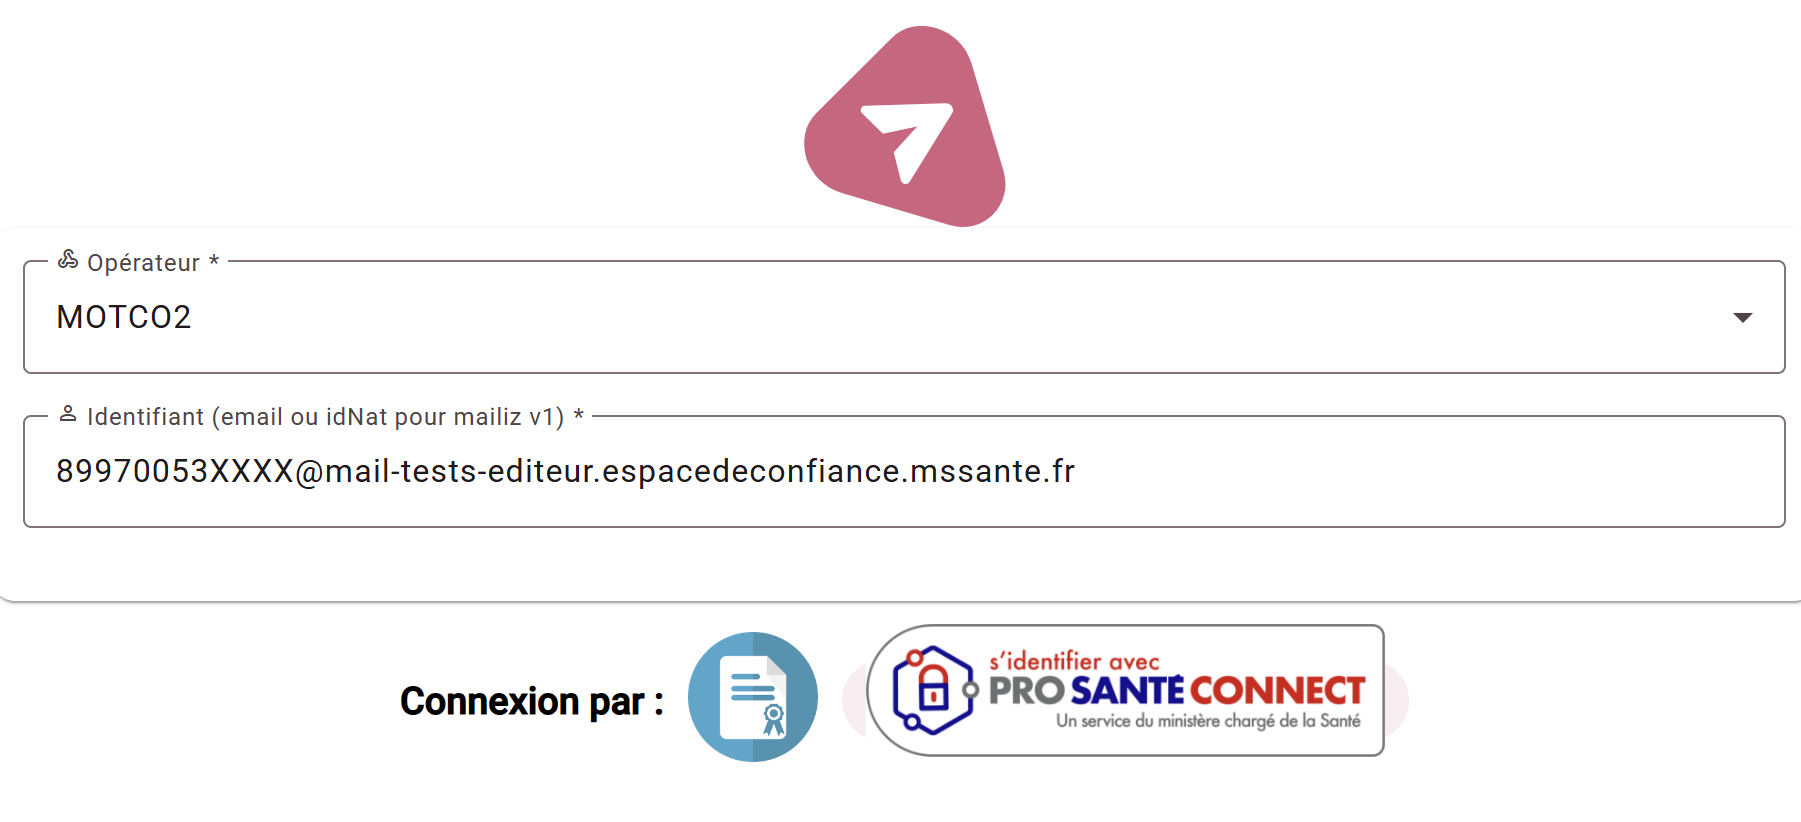 Opérateur *
MOTCO2
Identifiant (email ou idNat pour mailiz v1) *
89970053XXXX@mail-tests-editeur.espacedeconfiance.mssante.fr
Connexion par :
s'identifier avec
PRO SANTÉ CONNECT
Un service du ministère chargé de la Santé